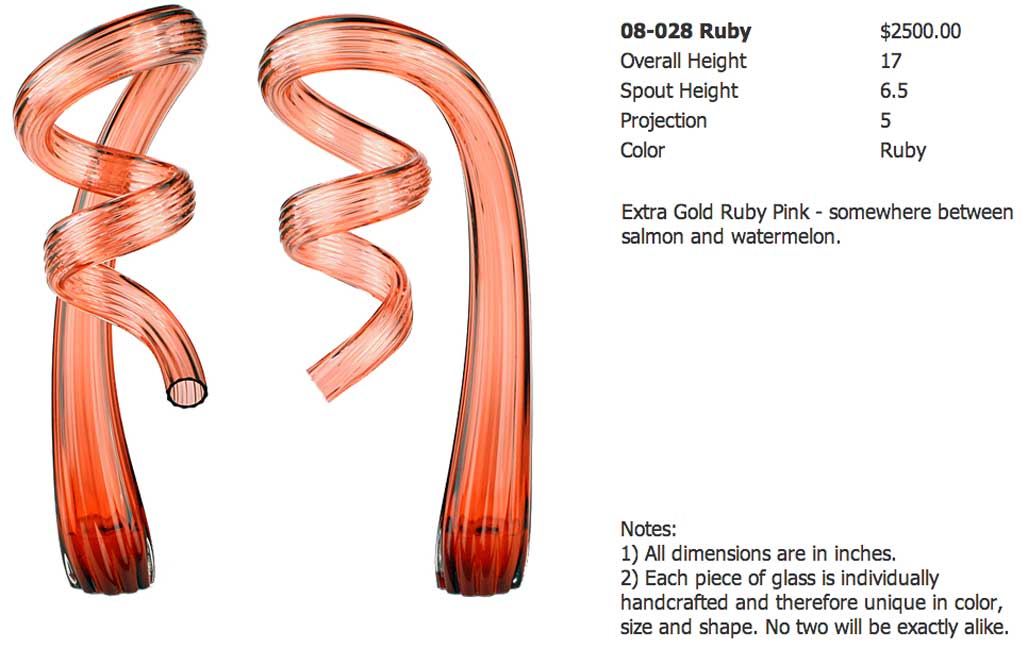 08-028 Ruby $2500.00
Overall Height 17
Spout Height 6.5
Projection 5
Color Ruby
Extra Gold Ruby Pink - somewhere between
salmon and watermelon.
Notes:
1) All dimensions are in inches.
2) Each piece of glass is individually
handcrafted and therefore unique in color,
size and shape. No two will be exactly alike.